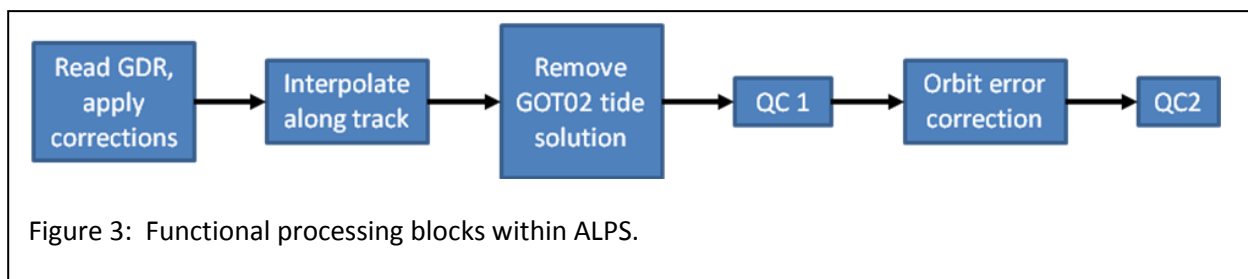 Read GDR,
apply
corrections
Interpolate
along track
Remove
GOT02 tide
solution
QC 1
Orbit error
correction
QC2
Figure 3:  Functional processing blocks within ALPS.